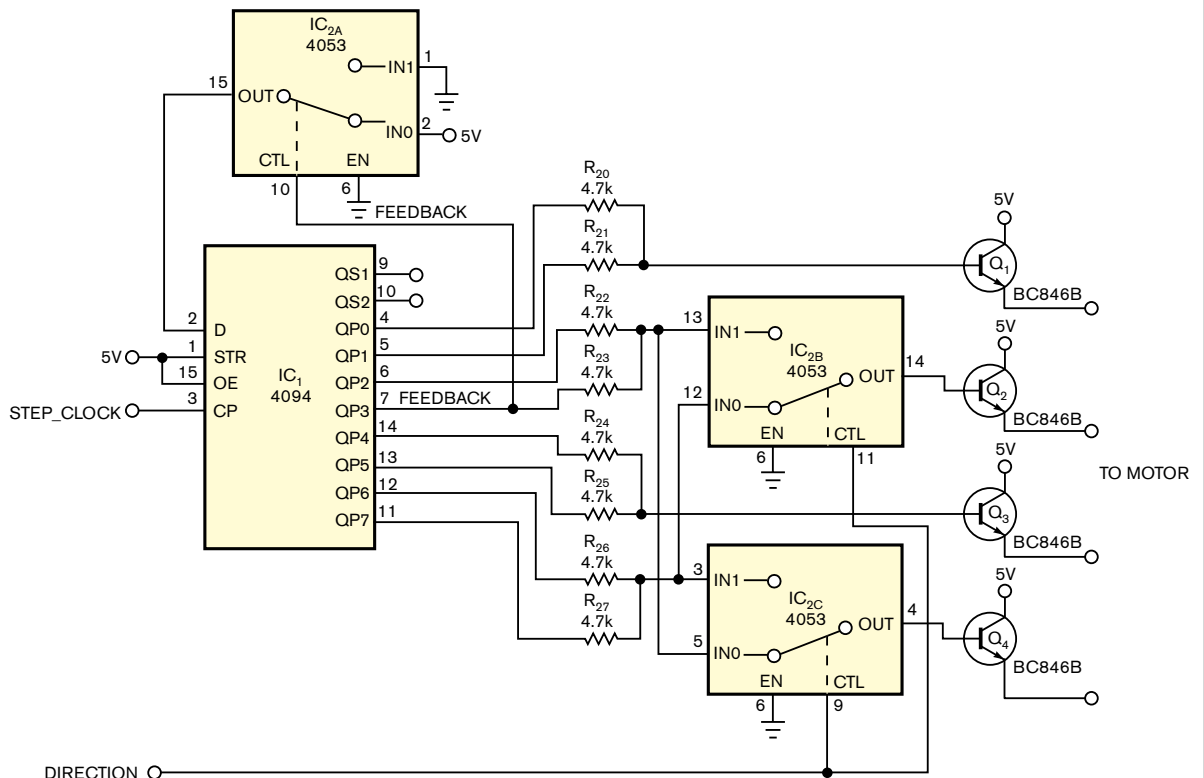 IC2A
4053
IN1
1
15
OUT
IN0
2
5V
CTL
EN
10
6
FEEDBACK
R20
4.7k
R21
4.7k
R22
4.7k
R23
4.7k
R24
4.7k
R25
4.7k
R26
4.7k
R27
4.7k
IC1
4094
2
D
5V
1
STR
15
OE
STEP_CLOCK
3
CP
QS1
9
QS2
10
QP0
4
QP1
5
QP2
6
QP3
7
FEEDBACK
QP4
14
QP5
13
QP6
12
QP7
11
13
IN1
IC2B
4053
OUT
14
12
IN0
EN
CTL
6
11
3
IN1
IC2C
4053
OUT
4
5
IN0
EN
CTL
6
9
5V
Q1
BC846B
5V
Q2
BC846B
5V
Q3
BC846B
5V
Q4
BC846B
TO MOTOR
DIRECTION